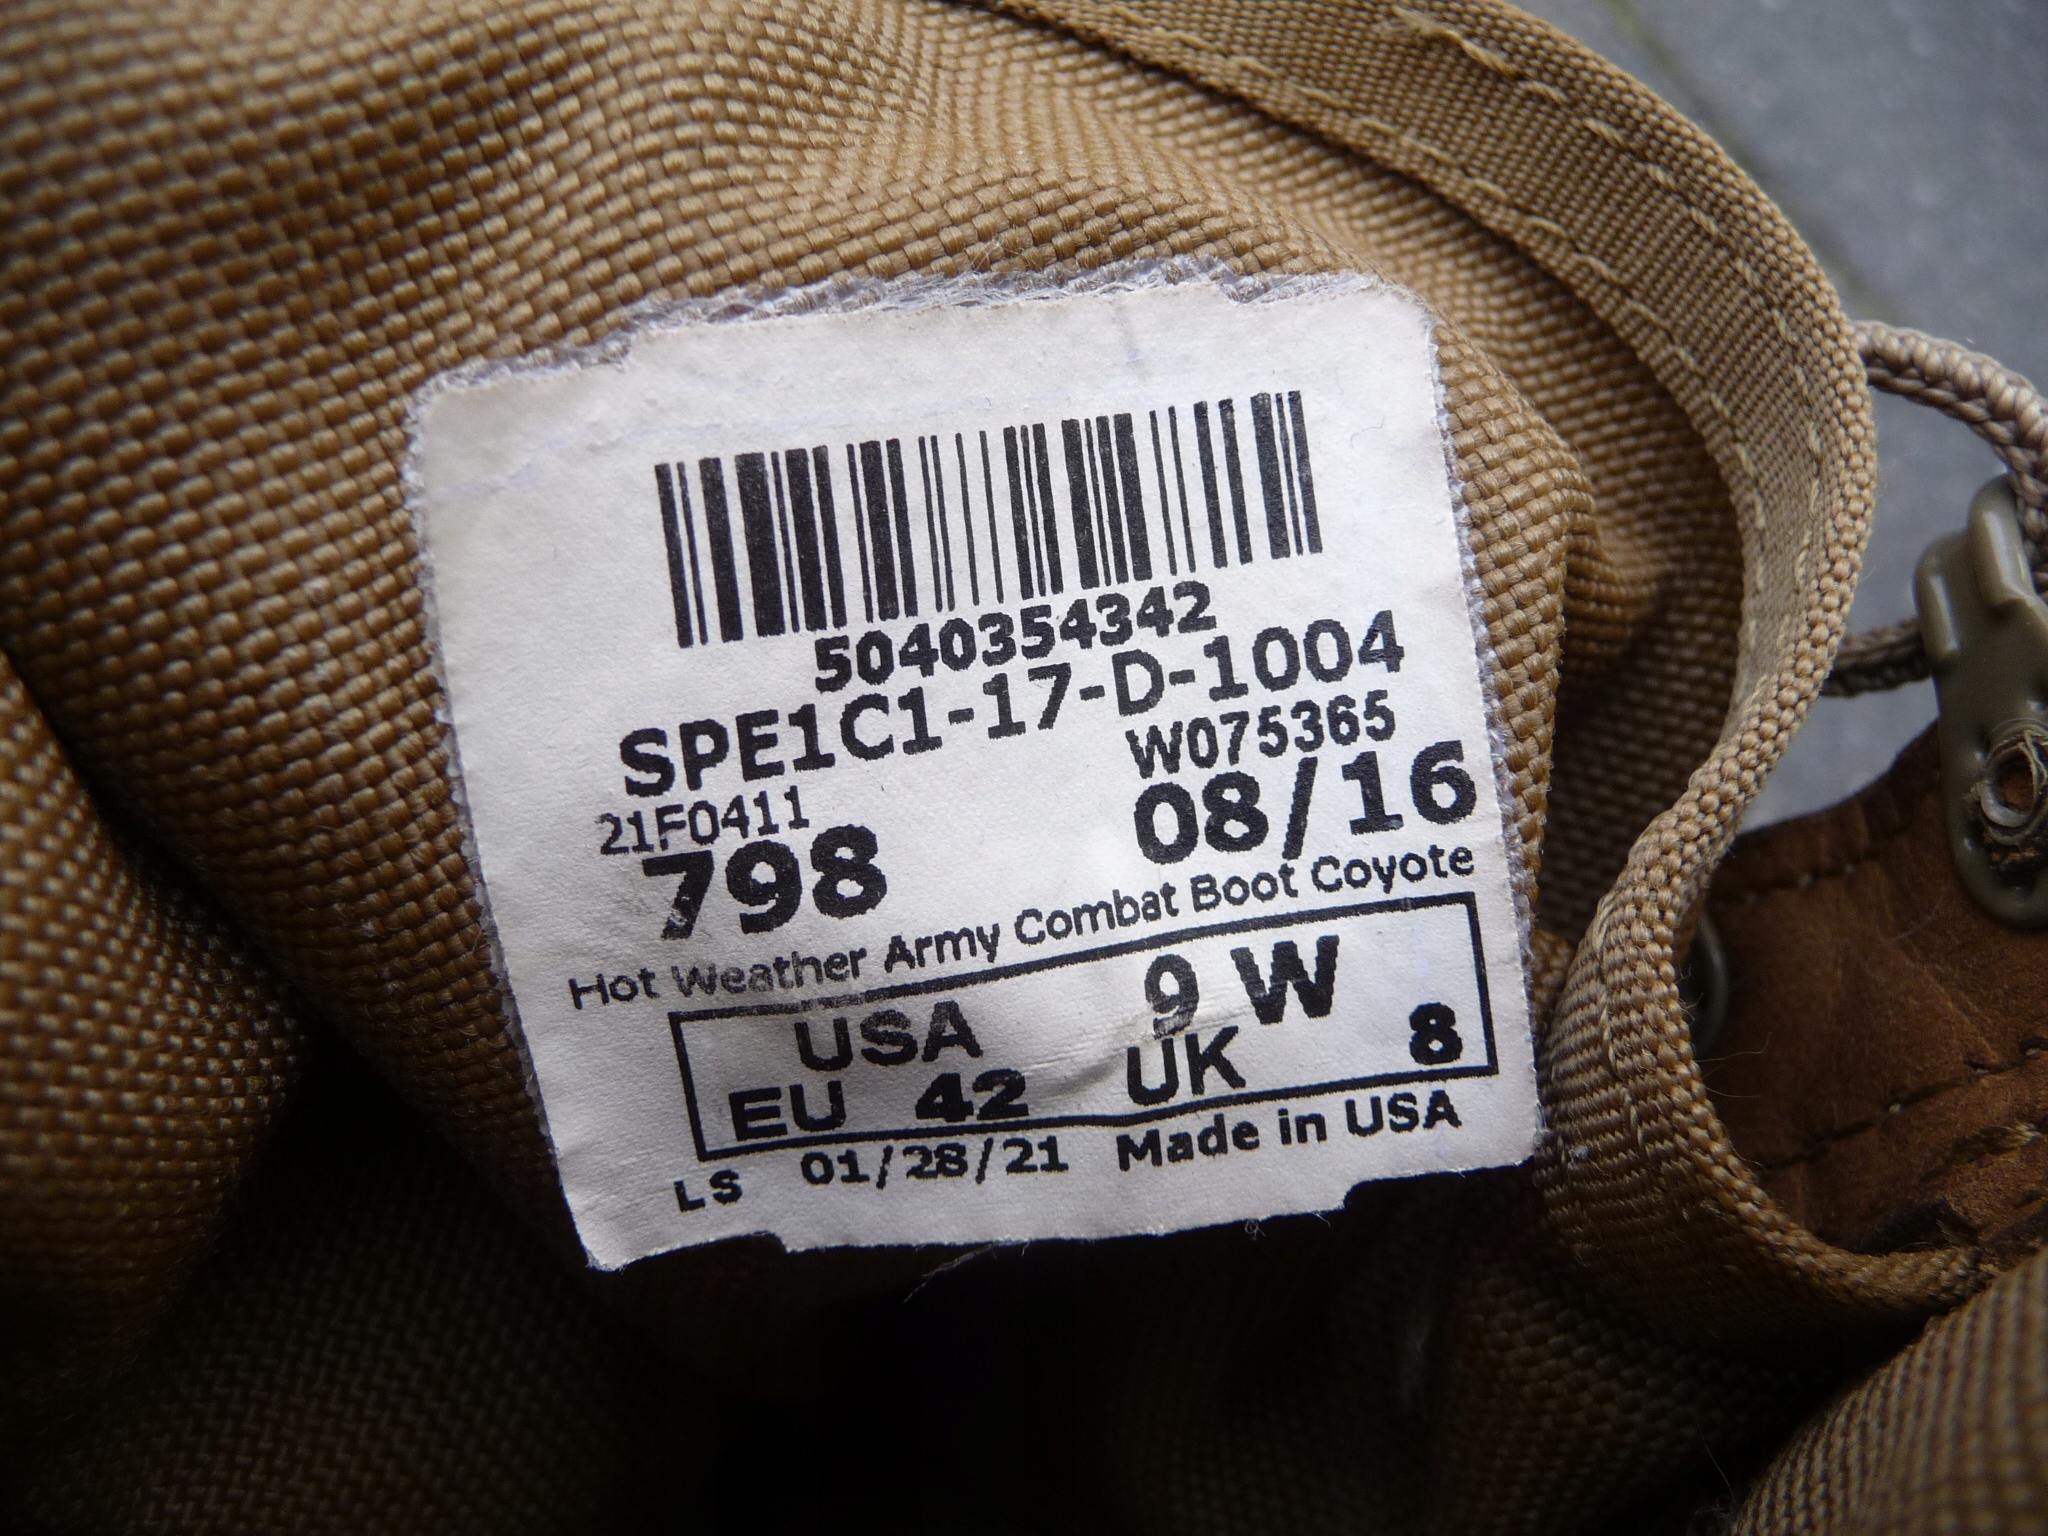 5040354342
SPE1C1-17-D-1004
21F0411 W075365
798 08/16
Hot Weather Army Combat Boot Coyote
USA 9 W
EU 42 UK 8
LS 01/28/21 Made in USA